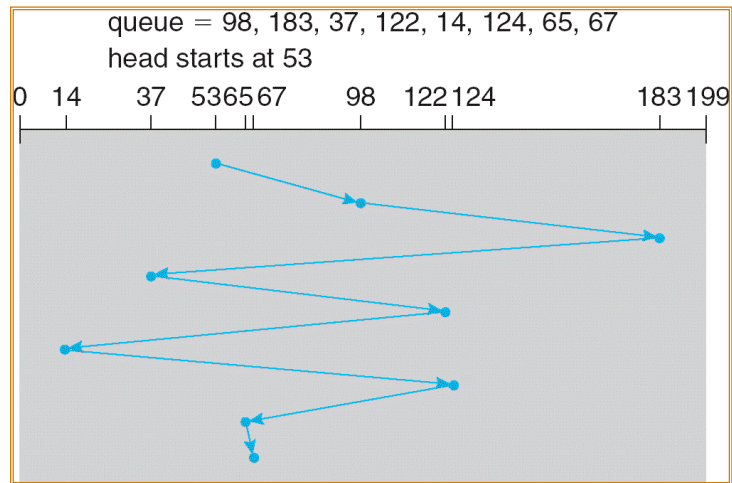 queue = 98, 183, 37, 122, 14, 124, 65, 67
head starts at 53
0 14 37 53 65 67 98 122 124 183 199